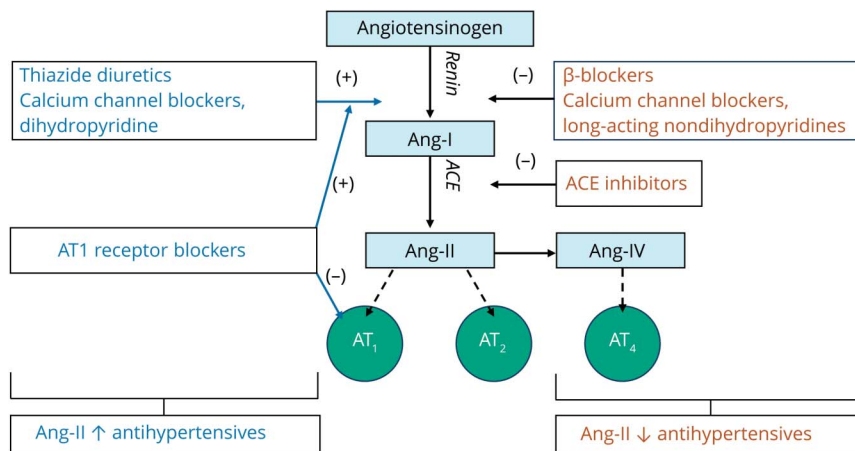 Angiotensinogen
Thiazide diuretics
Calcium channel blockers,
dihydropyridine
(+)
Renin
(–)
β-blockers
Calcium channel blockers,
long-acting nondihydropyridines
Ang-I
(+)
ACE
(–)
ACE inhibitors
AT1 receptor blockers
Ang-II
Ang-IV
(–)
AT1
AT2
AT4
Ang-II ↑ antihypertensives
Ang-II ↓ antihypertensives